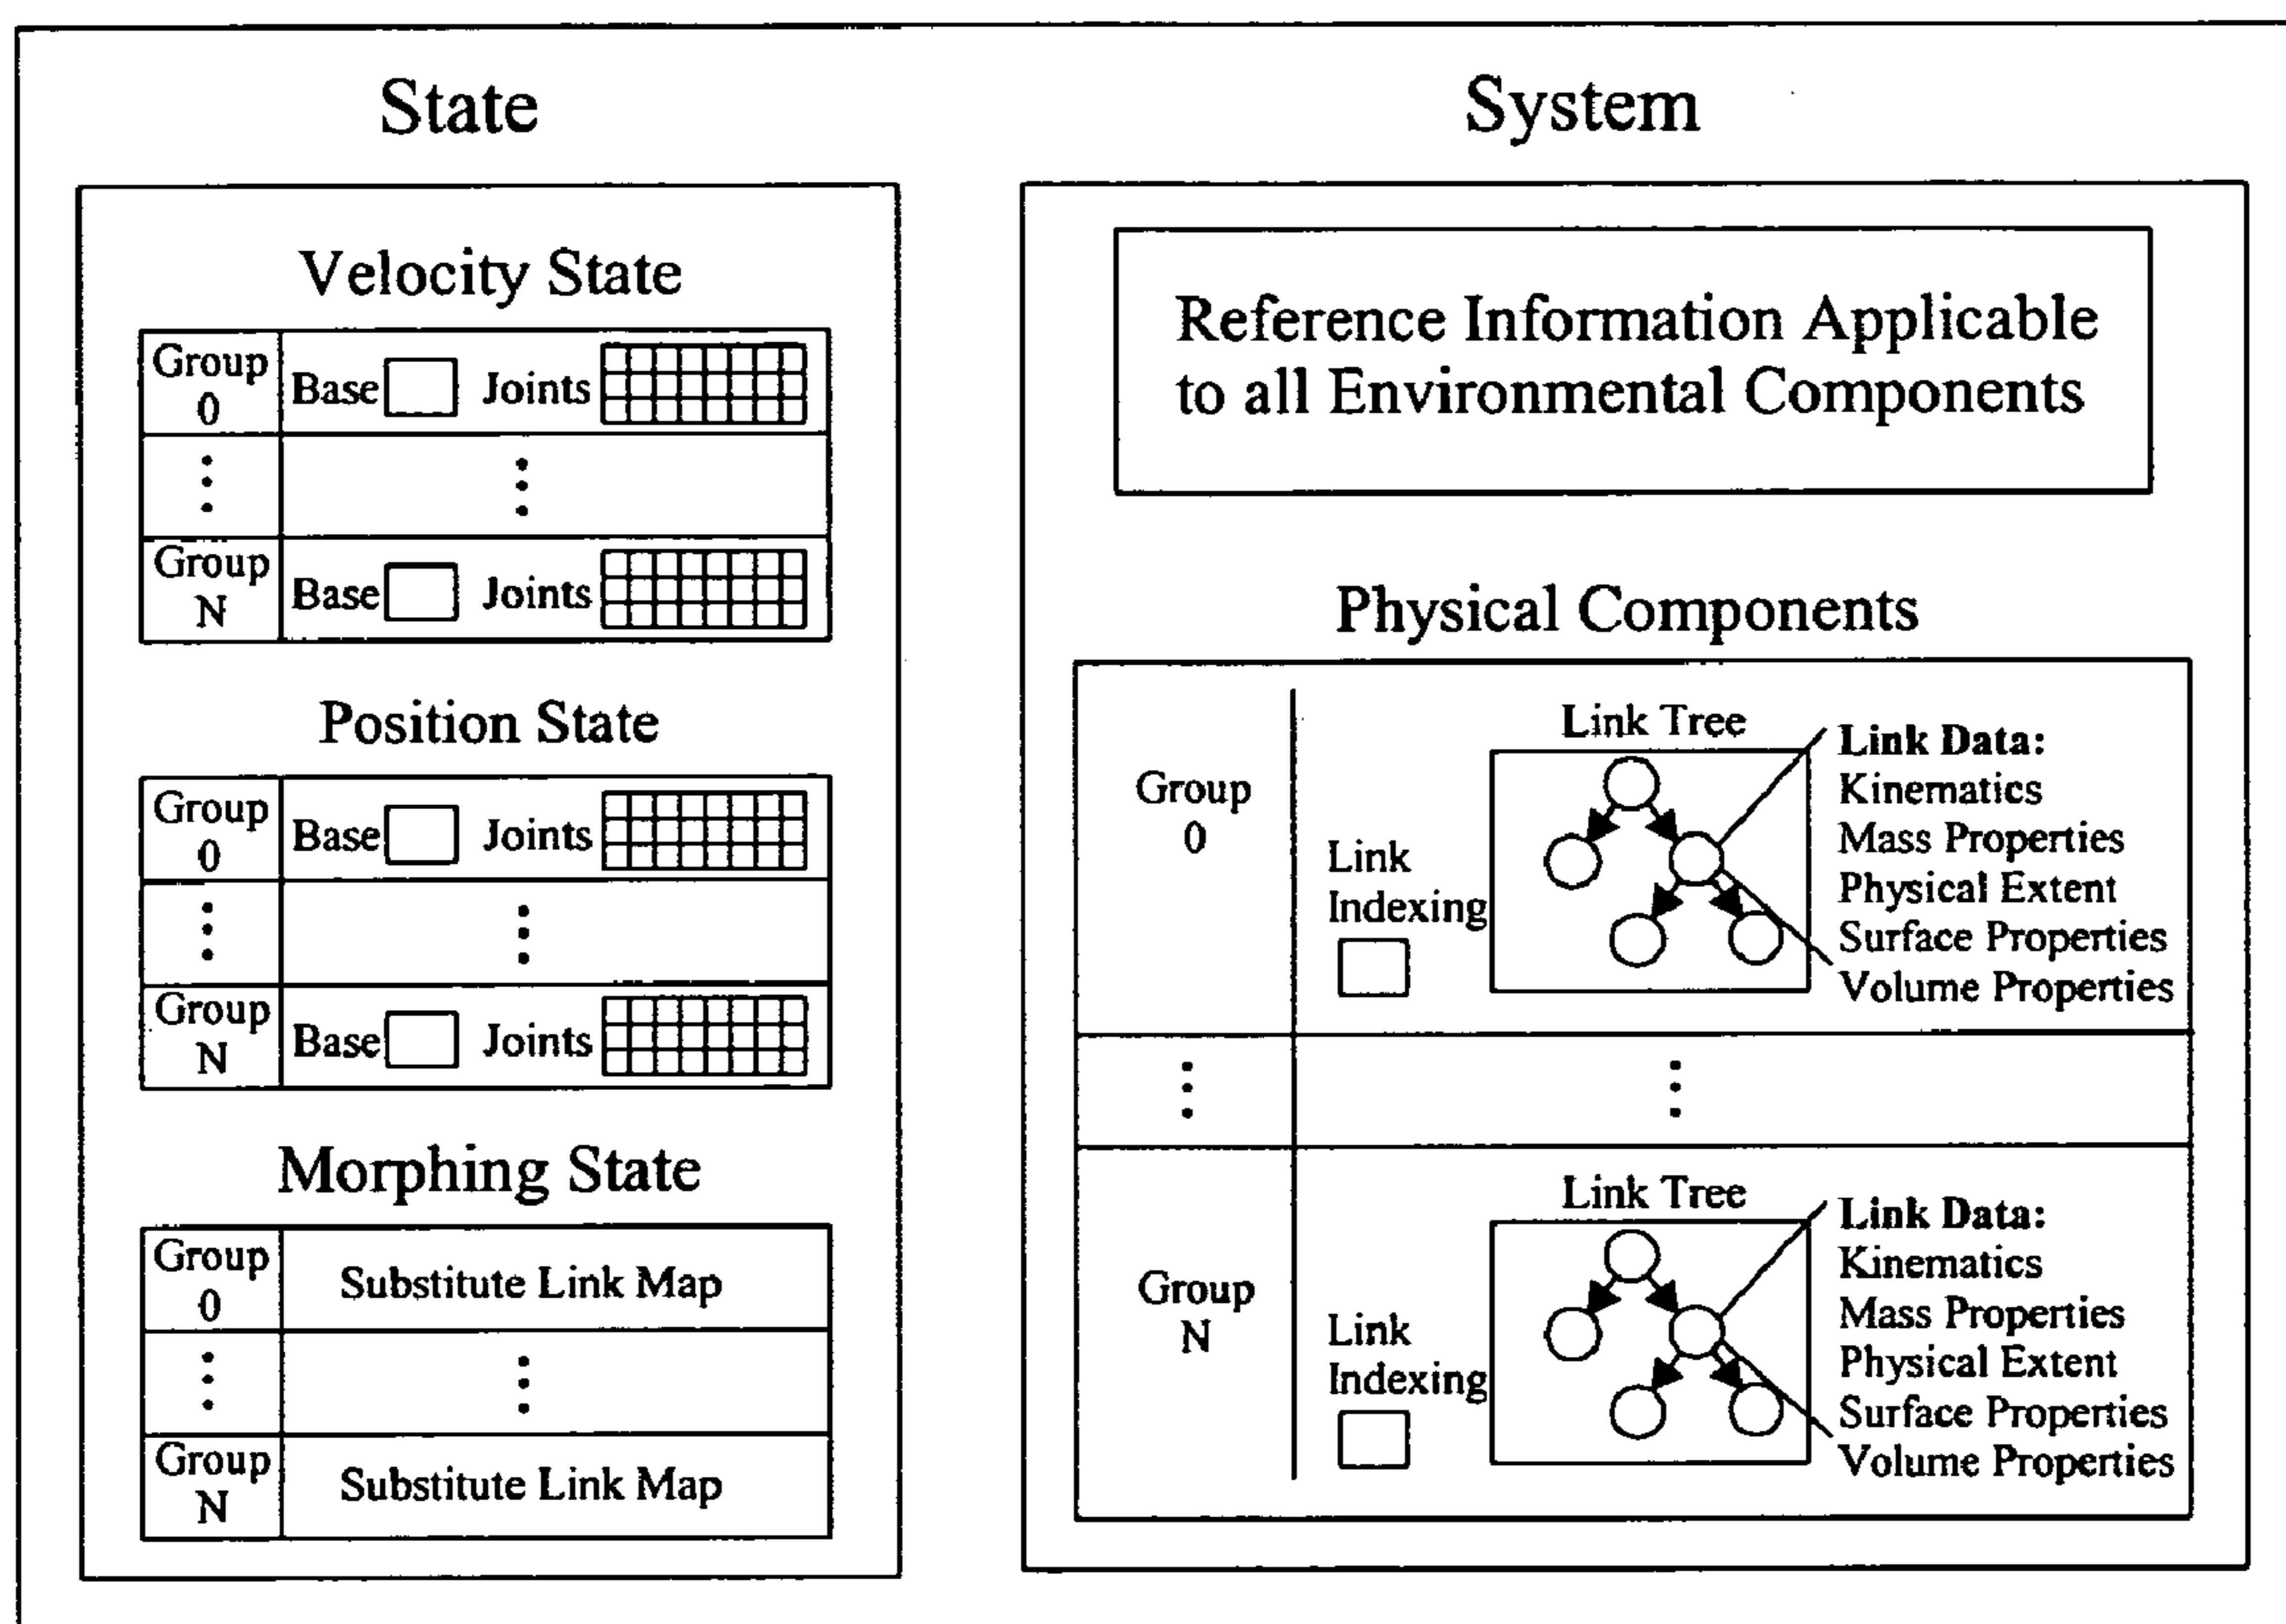 State
Velocity State
Group
0
Base Joints
Group
N
Base Joints
Position State
Group
0
Base Joints
Group
N
Base Joints
Morphing State
Group
0
Substitute Link Map
Group
N
Substitute Link Map
System
Reference Information Applicable
to all Environmental Components
Physical Components
Group
0
Link
Indexing
Link Tree
Link Data:
Kinematics
Mass Properties
Physical Extent
Surface Properties
Volume Properties
Group
N
Link
Indexing
Link Tree
Link Data:
Kinematics
Mass Properties
Physical Extent
Surface Properties
Volume Properties